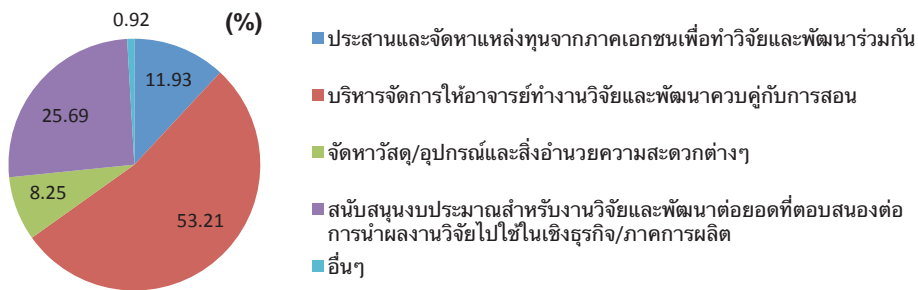 0.92
(%)
11.93
25.69
8.25
53.21
ประสานและจัดหาแหล่งทุนจากภาคเอกชนเพื่อทำวิจัยและพัฒนาร่วมกัน
บริหารจัดการให้อาจารย์ทำงานวิจัยและพัฒนาควบคู่กับการสอน
จัดหาวัสดุ/อุปกรณ์และสิ่งอำนวยความสะดวกต่างๆ
สนับสนุนงบประมาณสำหรับงานวิจัยและพัฒนาต่อยอดที่ตอบสนองต่อ
การนำผลงานวิจัยไปใช้ในเชิงธุรกิจ/ภาคการผลิต
อื่นๆ